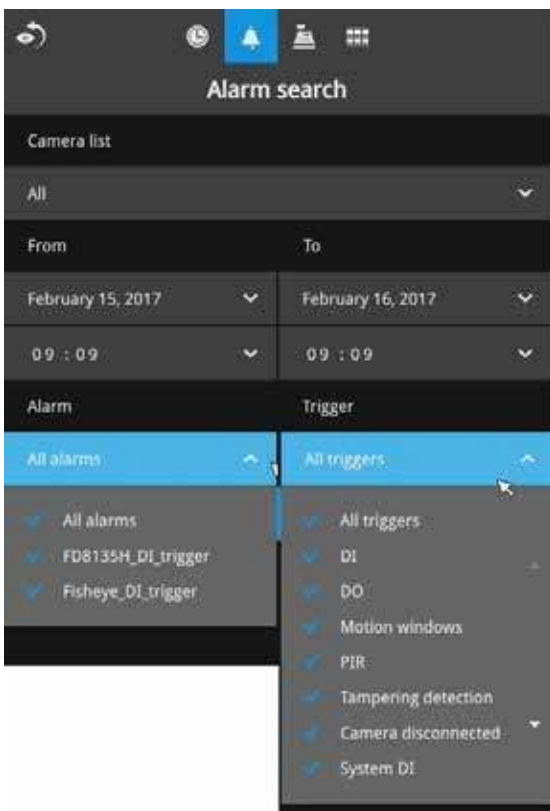 Alarm search
Camera list
All
From To
February 15, 2017 February 16, 2017
09 : 09 09 : 09
Alarm Trigger
All alarms All triggers
All alarms
FD8135H_DI_trigger
Fisheye_DI_trigger
All triggers
DI
DO
Motion windows
PIR
Tampering detection
Camera disconnected
System DI